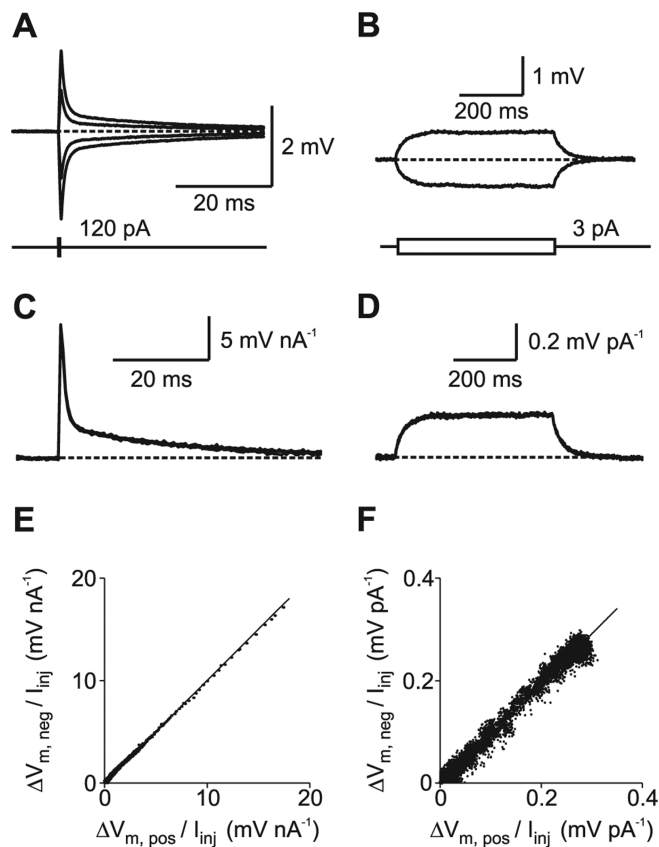 A
B
1 mV
200 ms
2 mV
20 ms
120 pA
3 pA
C
D
5 mV nA⁻¹
20 ms
0.2 mV pA⁻¹
200 ms
E
F
20
10
0
0
10
20
ΔVm, neg / Iinj (mV nA⁻¹)
ΔVm, pos / Iinj (mV nA⁻¹)
0.4
0.2
0
0
0.2
0.4
ΔVm, neg / Iinj (mV pA⁻¹)
ΔVm, pos / Iinj (mV pA⁻¹)